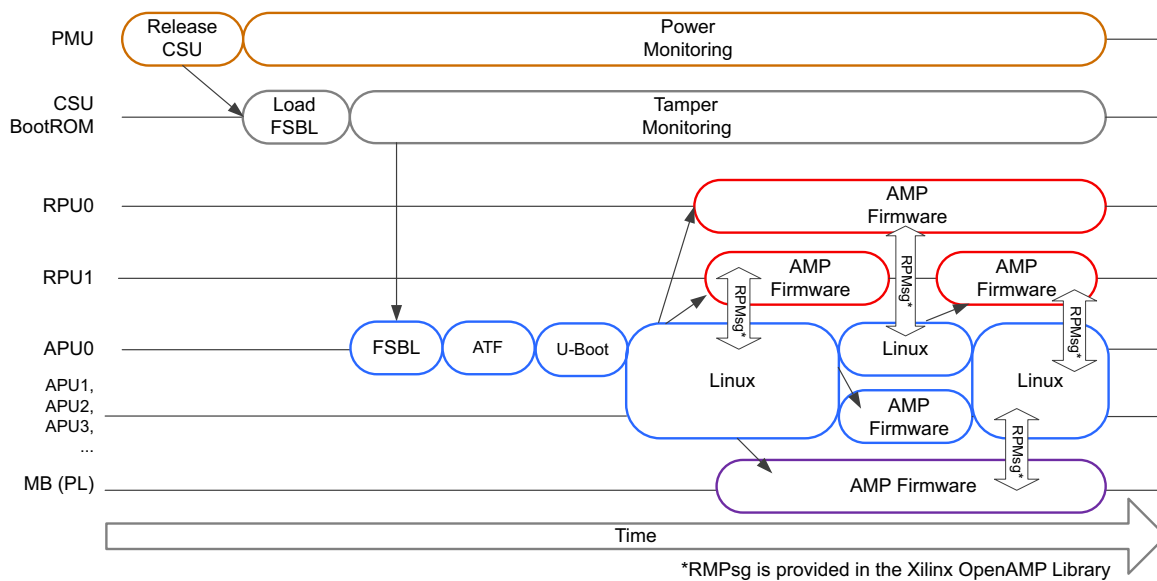 PMU
Release
CSU
Power
Monitoring
CSU
BootROM
Load
FSBL
Tamper
Monitoring
RPU0
AMP
Firmware
RPU1
AMP
Firmware
AMP
Firmware
RPMsg*
RPMsg*
RPMsg*
APU0
FSBL
ATF
U-Boot
Linux
Linux
Linux
APU1,
APU2,
APU3,
...
AMP
Firmware
RPMsg*
MB (PL)
AMP Firmware
Time
*RMPsg is provided in the Xilinx OpenAMP Library